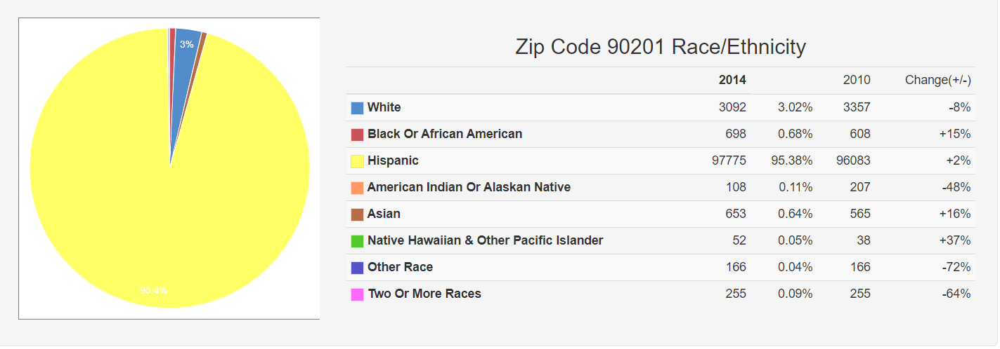 3%
95.4%
Zip Code 90201 Race/Ethnicity
2014 2010 Change(+/-)
White 3092 3.02% 3357 -8%
Black Or African American 698 0.68% 608 +15%
Hispanic 97775 95.38% 96083 +2%
American Indian Or Alaskan Native 108 0.11% 207 -48%
Asian 653 0.64% 565 +16%
Native Hawaiian & Other Pacific Islander 52 0.05% 38 +37%
Other Race 166 0.04% 166 -72%
Two Or More Races 255 0.09% 255 -64%